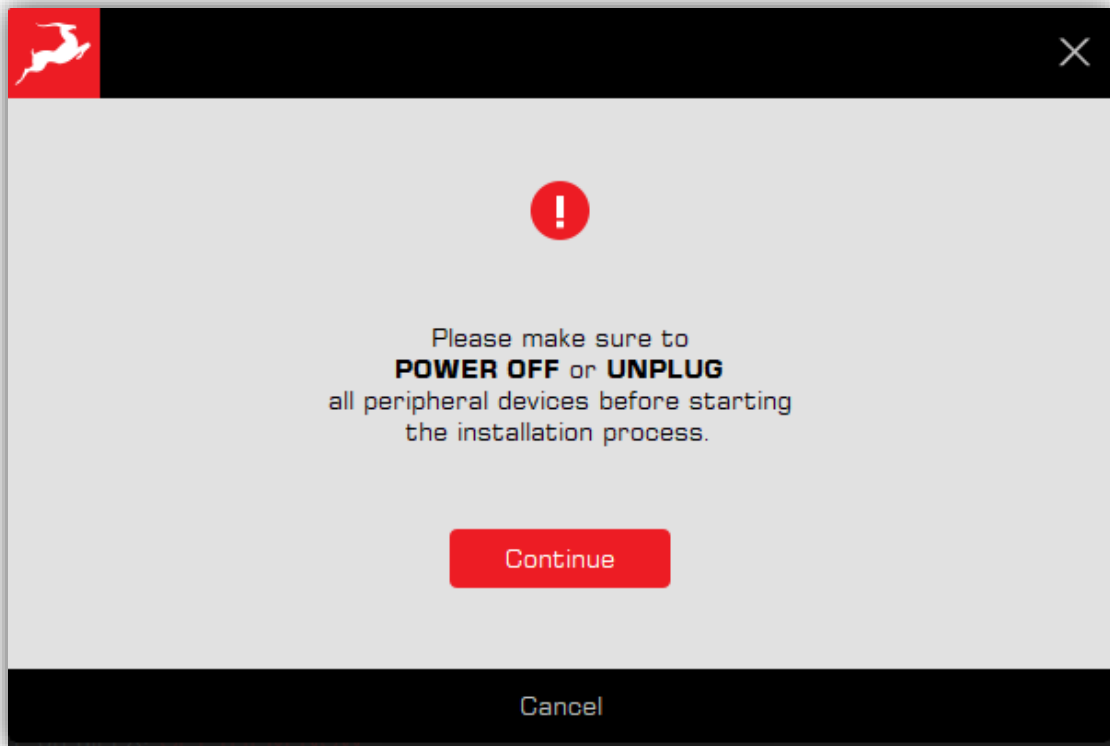 Please make sure to
POWER OFF or UNPLUG
all peripheral devices before starting
the installation process.
Continue
Cancel